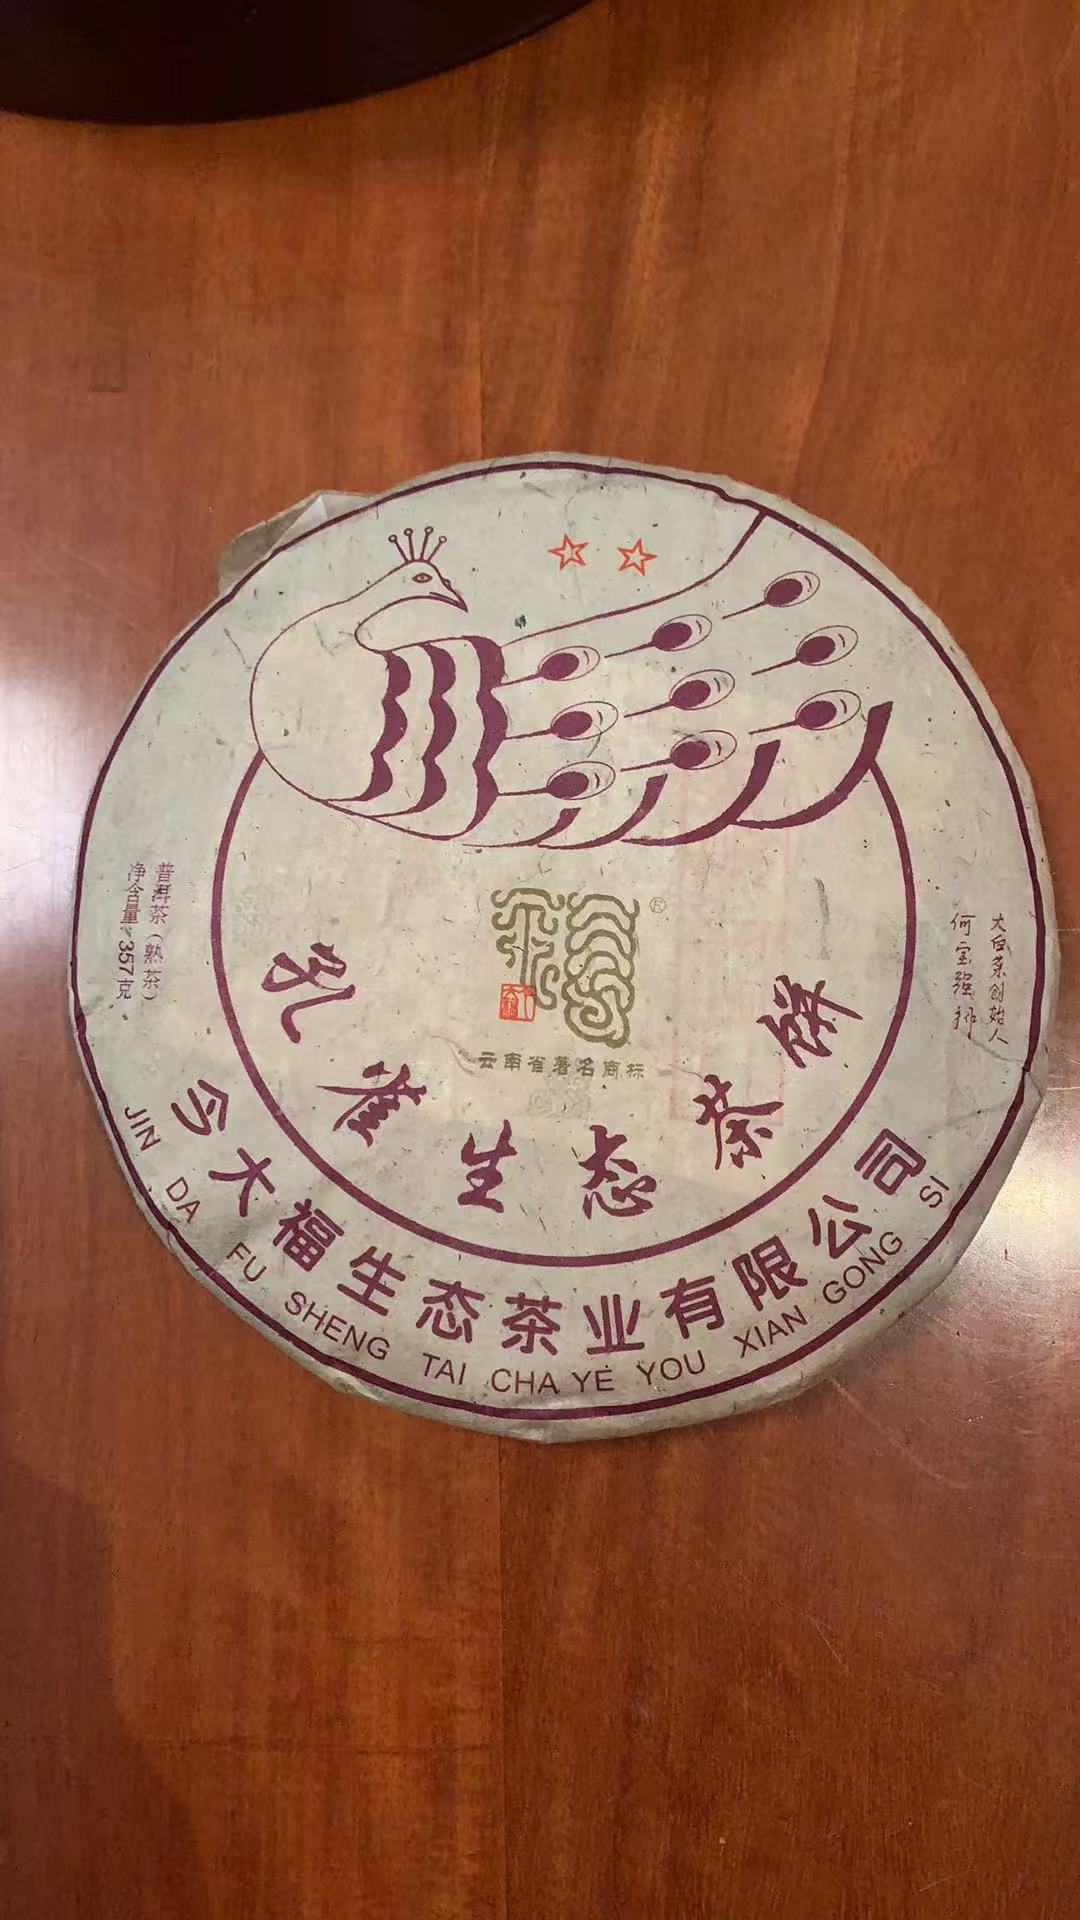 ®
云南省著名商标
孔雀生态茶饼
普洱茶（熟茶）
净含量：357克
大白菜创始人
何宝强
今大福生态茶业有限公司
JIN DA FU SHENG TAI CHA YE YOU XIAN GONG SI